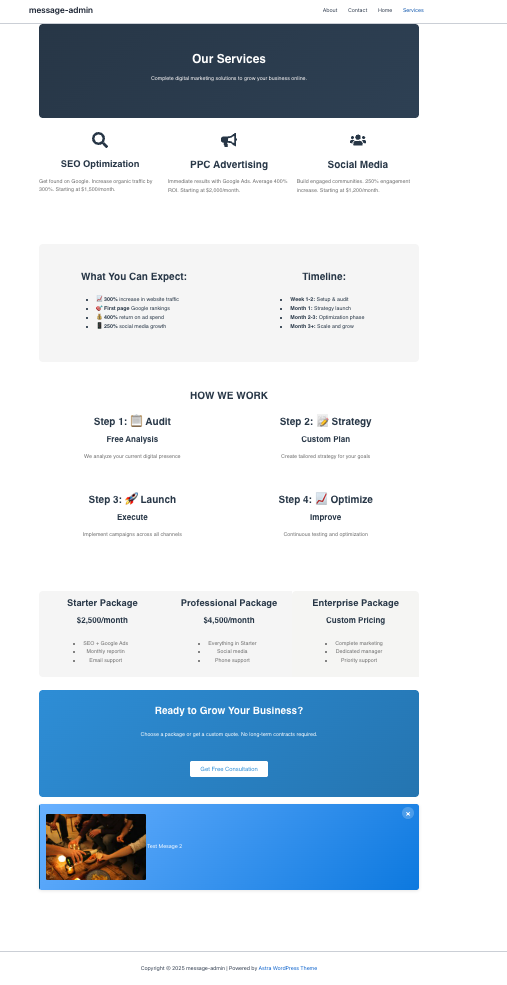 message-admin
About Contact Home Services
Our Services
Complete digital marketing solutions to grow your business online.
SEO Optimization
Get found on Google. Increase organic traffic by
300%. Starting at $1,500/month.
PPC Advertising
Immediate results with Google Ads. Average 400%
ROI. Starting at $2,000/month.
Social Media
Build engaged communities. 250% engagement
increase. Starting at $1,200/month.
What You Can Expect:
300% increase in website traffic
First page Google rankings
400% return on ad spend
250% social media growth
Timeline:
Week 1-2: Setup & audit
Month 1: Strategy launch
Month 2-3: Optimization phase
Month 3+: Scale and grow
HOW WE WORK
Step 1: 📋 Audit
Free Analysis
We analyze your current digital presence
Step 2: 📝 Strategy
Custom Plan
Create tailored strategy for your goals
Step 3: 🚀 Launch
Execute
Implement campaigns across all channels
Step 4: 📈 Optimize
Improve
Continuous testing and optimization
Starter Package
$2,500/month
SEO + Google Ads
Monthly reportin
Email support
Professional Package
$4,500/month
Everything in Starter
Social media
Phone support
Enterprise Package
Custom Pricing
Complete marketing
Dedicated manager
Priority support
Ready to Grow Your Business?
Choose a package or get a custom quote. No long-term contracts required.
Get Free Consultation
Test Mesage 2
Copyright © 2025 message-admin | Powered by Astra WordPress Theme